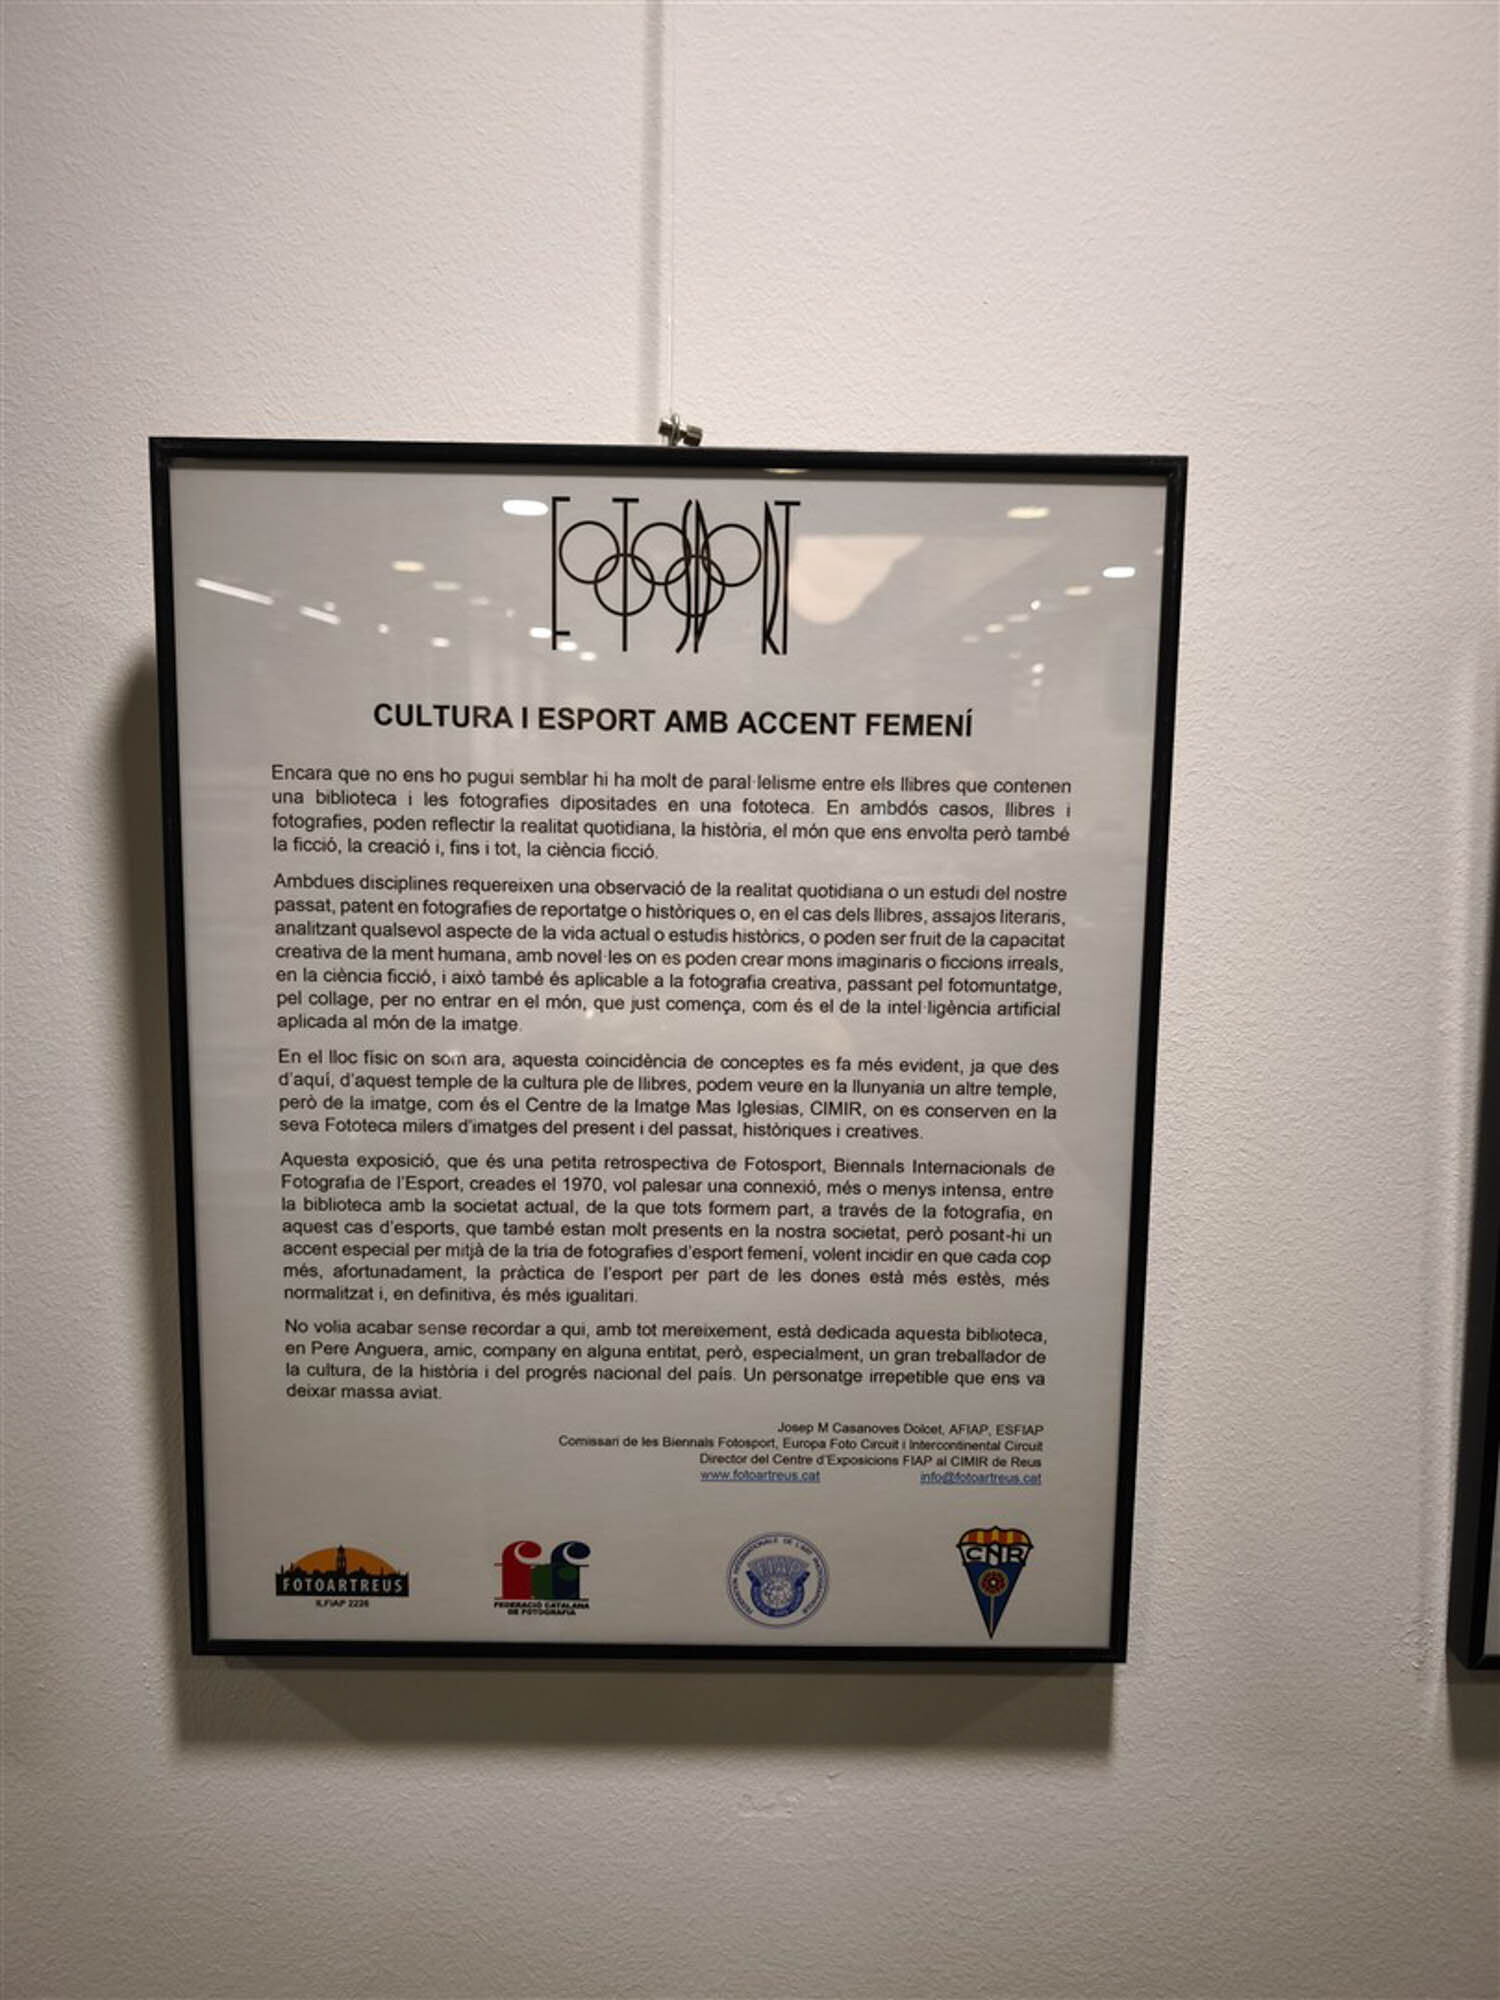 FOTOSPORT
CULTURA I ESPORT AMB ACCENT FEMENÍ
Encara que no ens ho pugui semblar hi ha molt de paral·lelisme entre els llibres que contenen
una biblioteca i les fotografies dipositades en una fototeca. En ambdós casos, llibres i
fotografies, poden reflectir la realitat quotidiana, la història, el món que ens envolta però també
la ficció, la creació i, fins i tot, la ciència ficció.
Ambdues disciplines requereixen una observació de la realitat quotidiana o un estudi del nostre
passat, patent en fotografies de reportatge o històriques o, en el cas dels llibres, assajos literaris,
analitzant qualsevol aspecte de la vida actual o estudis històrics, o poden ser fruit de la capacitat
creativa de la ment humana, amb novel·les on es poden crear mons imaginaris o ficcions irreals,
en la ciència ficció, i això també és aplicable a la fotografia creativa, passant pel fotomuntatge,
pel collage, per no entrar en el món, que just comença, com és el de la intel·ligència artificial
aplicada al món de la imatge.
En el lloc físic on som ara, aquesta coincidència de conceptes es fa més evident, ja que des
d'aquí, d'aquest temple de la cultura ple de llibres, podem veure en la llunyania un altre temple,
però de la imatge, com és el Centre de la Imatge Mas Iglesias, CIMIR, on es conserven en la
seva Fototeca milers d'imatges del present i del passat, històriques i creatives.
Aquesta exposició, que és una petita retrospectiva de Fotosport, Biennals Internacionals de
Fotografia de l'Esport, creades el 1970, vol palesar una connexió, més o menys intensa, entre
la biblioteca amb la societat actual, de la que tots formem part, a través de la fotografia, en
aquest cas d'esports, que també estan molt presents en la nostra societat, però posant-hi un
accent especial per mitjà de la tria de fotografies d'esport femení, volent incidir en que cada cop
més, afortunadament, la pràctica de l'esport per part de les dones està més estès, més
normalitzat i, en definitiva, és més igualitari.
No volia acabar sense recordar a qui, amb tot mereixement, està dedicada aquesta biblioteca,
en Pere Anguera, amic, company en alguna entitat, però, especialment, un gran treballador de
la cultura, de la història i del progrés nacional del país. Un personatge irrepetible que ens va
deixar massa aviat.
Josep M Casanoves Dolcet, AFIAP, ESFIAP
Comissari de les Biennals Fotosport, Europa Foto Circuit i Intercontinental Circuit
Director del Centre d'Exposicions FIAP al CIMIR de Reus
www.fotoartreus.cat info@fotoartreus.cat
FOTOARTREUS
ILFIAP 2226
FEDERACIÓ CATALANA
DE FOTOGRAFIA
FEDERATION INTERNATIONALE DE L'ART PHOTOGRAPHIQUE
CNR